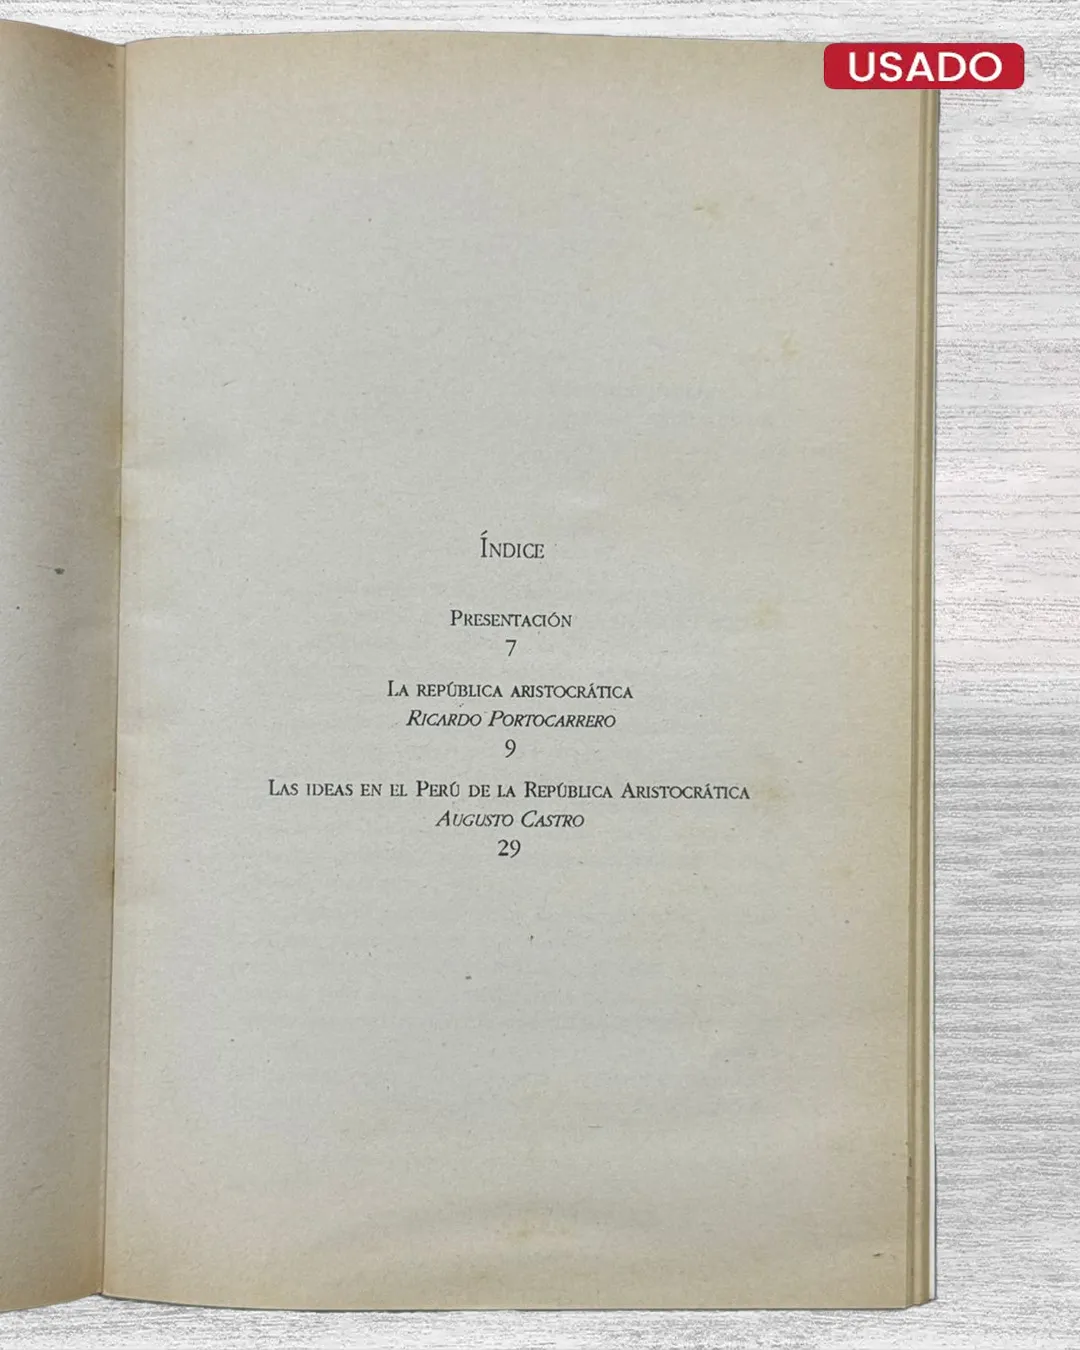 USADO
ÍNDICE
PRESENTACIÓN
7
LA REPÚBLICA ARISTOCRÁTICA
RICARDO PORTOCARRERO
9
LAS IDEAS EN EL PERÚ DE LA REPÚBLICA ARISTOCRÁTICA
AUGUSTO CASTRO
29